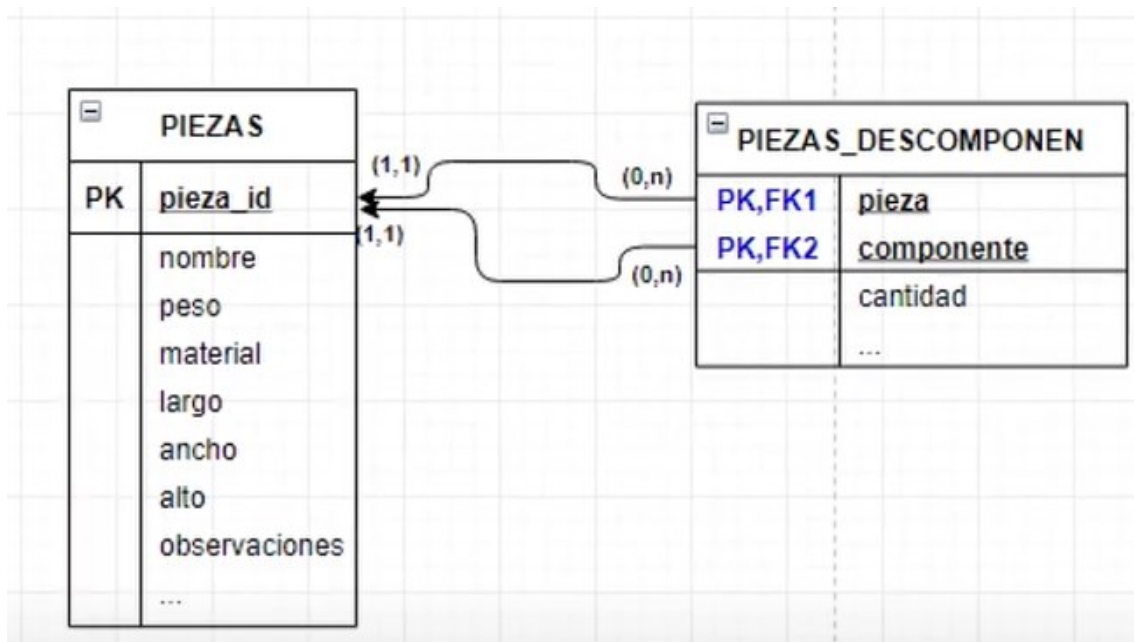 PIEZAS
PK pieza_id
nombre
peso
material
largo
ancho
alto
observaciones
...
(1,1)
(0,n)
(1,1)
(0,n)
PIEZAS_DESCOMPONEN
PK,FK1 pieza
PK,FK2 componente
cantidad
...